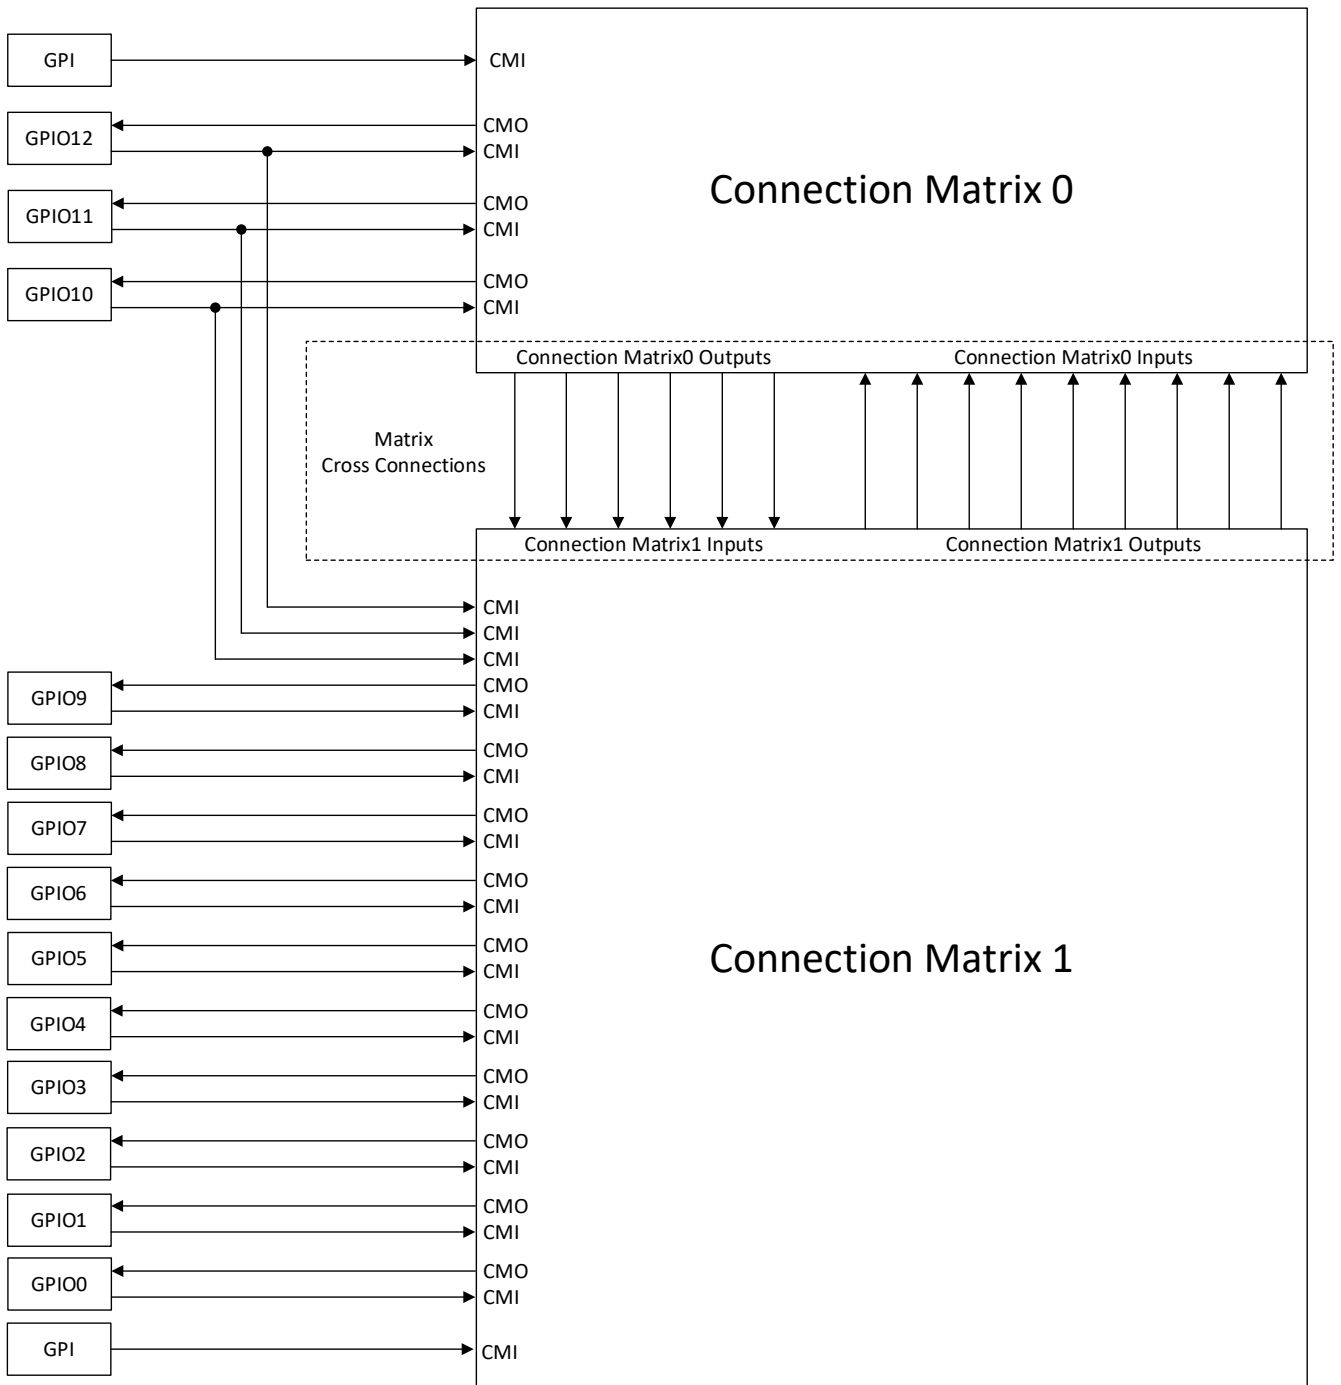 GPI
CMI
GPIO12
CMO
CMI
Connection Matrix 0
GPIO11
CMO
CMI
GPIO10
CMO
CMI
Connection Matrix0 Outputs
Connection Matrix0 Inputs
Matrix
Cross Connections
Connection Matrix1 Inputs
Connection Matrix1 Outputs
CMI
CMI
CMI
GPIO9
CMO
CMI
GPIO8
CMO
CMI
GPIO7
CMO
CMI
GPIO6
CMO
CMI
GPIO5
CMO
CMI
Connection Matrix 1
GPIO4
CMO
CMI
GPIO3
CMO
CMI
GPIO2
CMO
CMI
GPIO1
CMO
CMI
GPIO0
CMO
CMI
GPI
CMI